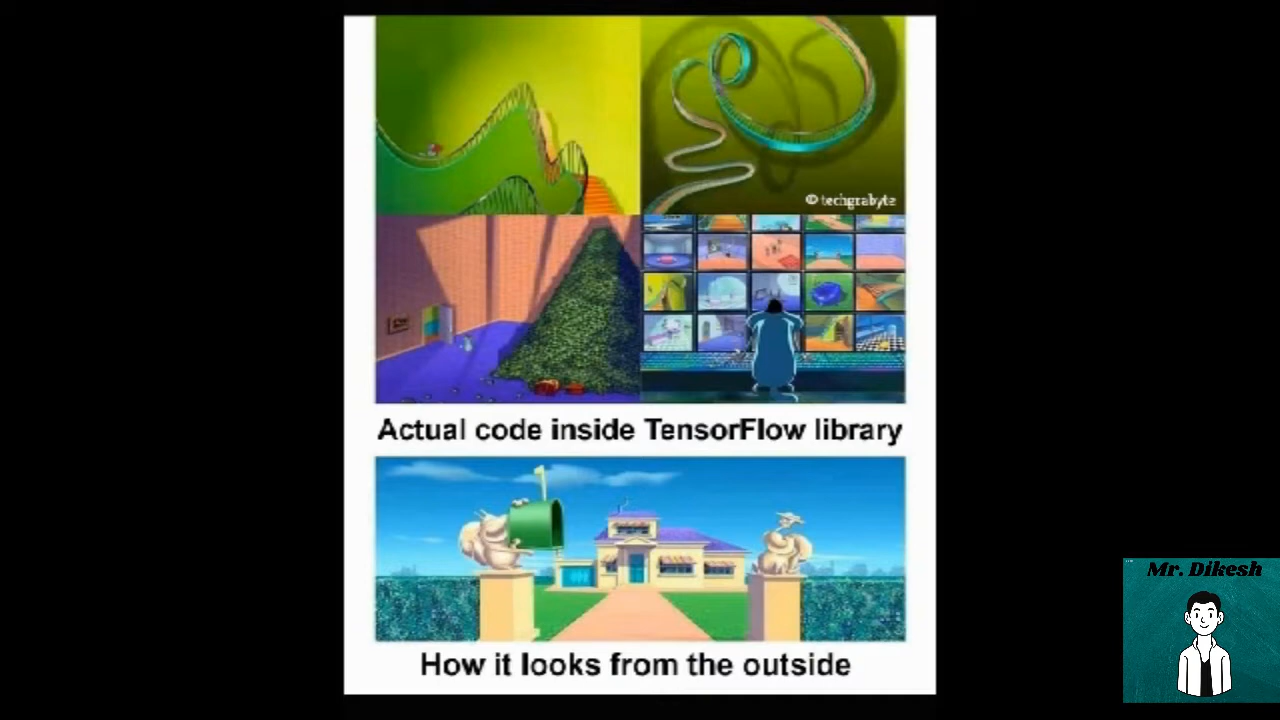 © techgrabyte
Actual code inside TensorFlow library
How it looks from the outside
Mr. Dikesh